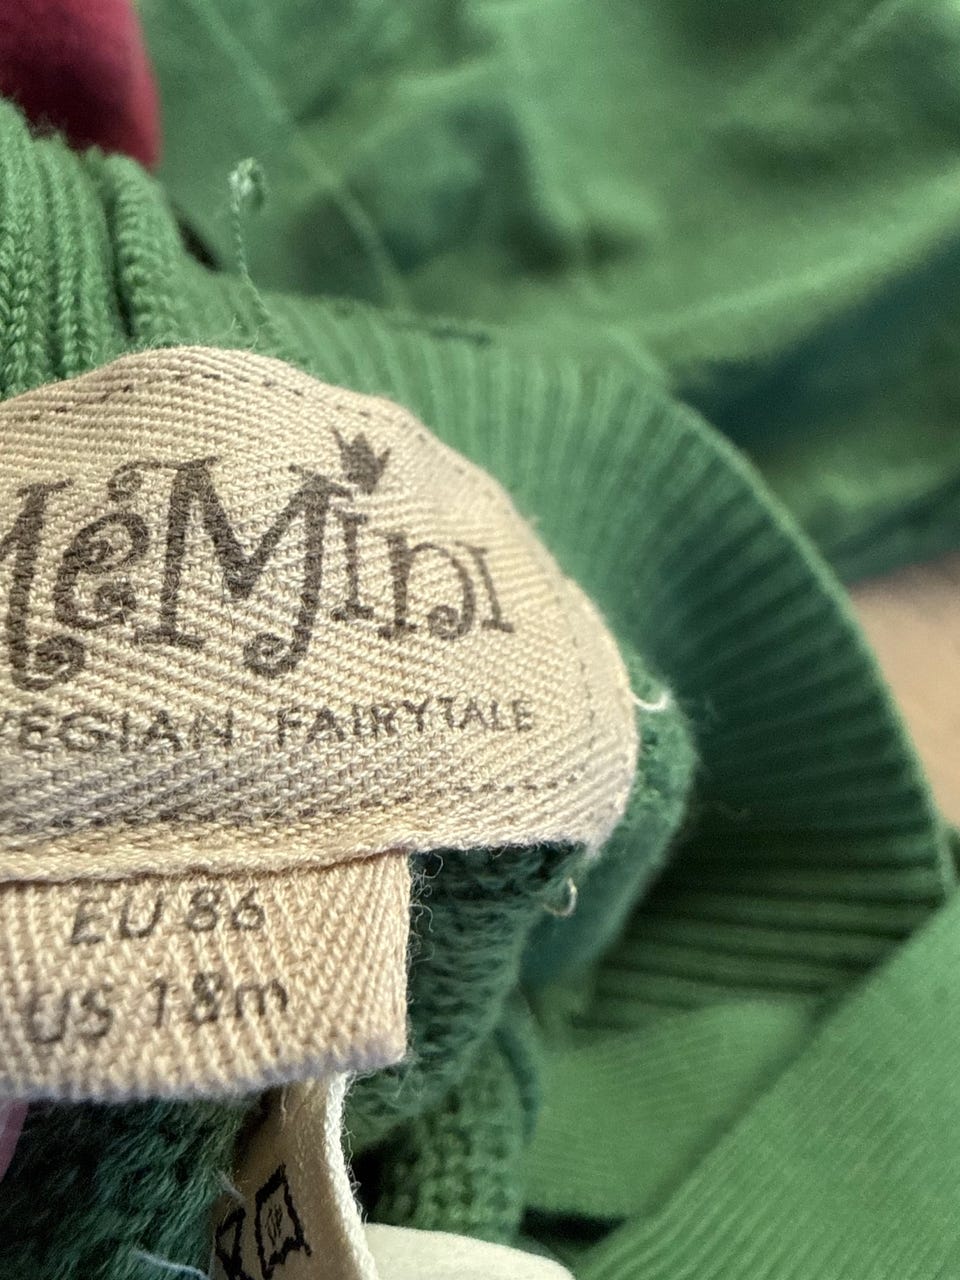 MeMini
EGIAN FAIRYTALE
EU 86
US 18m